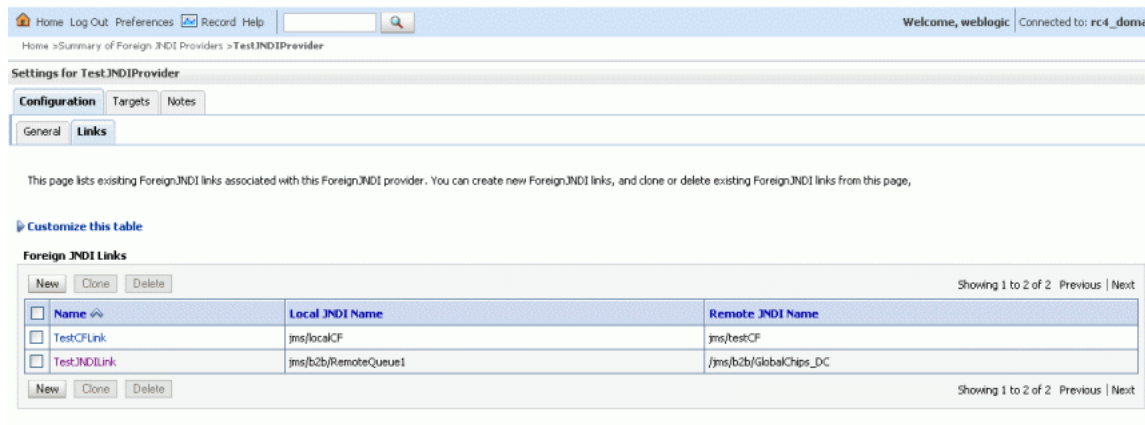 Home Log Out Preferences Record Help Welcome, weblogic Connected to: rc4_doma
Home >Summary of Foreign JNDI Providers >TestJNDIProvider
Settings for TestJNDIProvider
Configuration Targets Notes
General Links
This page lists existing ForeignJNDI links associated with this ForeignJNDI provider. You can create new ForeignJNDI links, and clone or delete existing ForeignJNDI links from this page,
Customize this table
Foreign JNDI Links
New Clone Delete Showing 1 to 2 of 2 Previous | Next
Name Local JNDI Name Remote JNDI Name
TestCFLink jms/localCF jms/testCF
TestJNDILink jms/b2b/RemoteQueue1 /jms/b2b/GlobalChips_DC
New Clone Delete Showing 1 to 2 of 2 Previous | Next